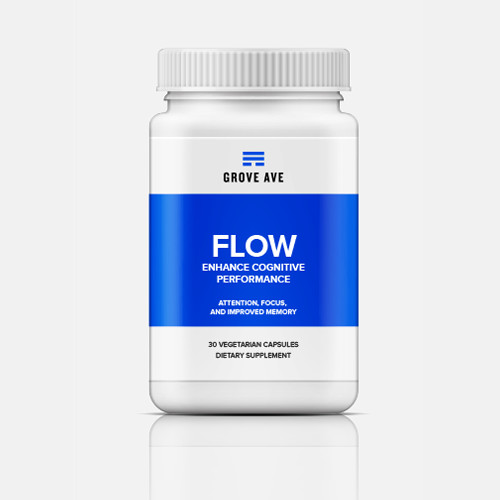 GROVE AVE
FLOW
ENHANCE COGNITIVE
PERFORMANCE
ATTENTION, FOCUS,
AND IMPROVED MEMORY
30 VEGETARIAN CAPSULES
DIETARY SUPPLEMENT